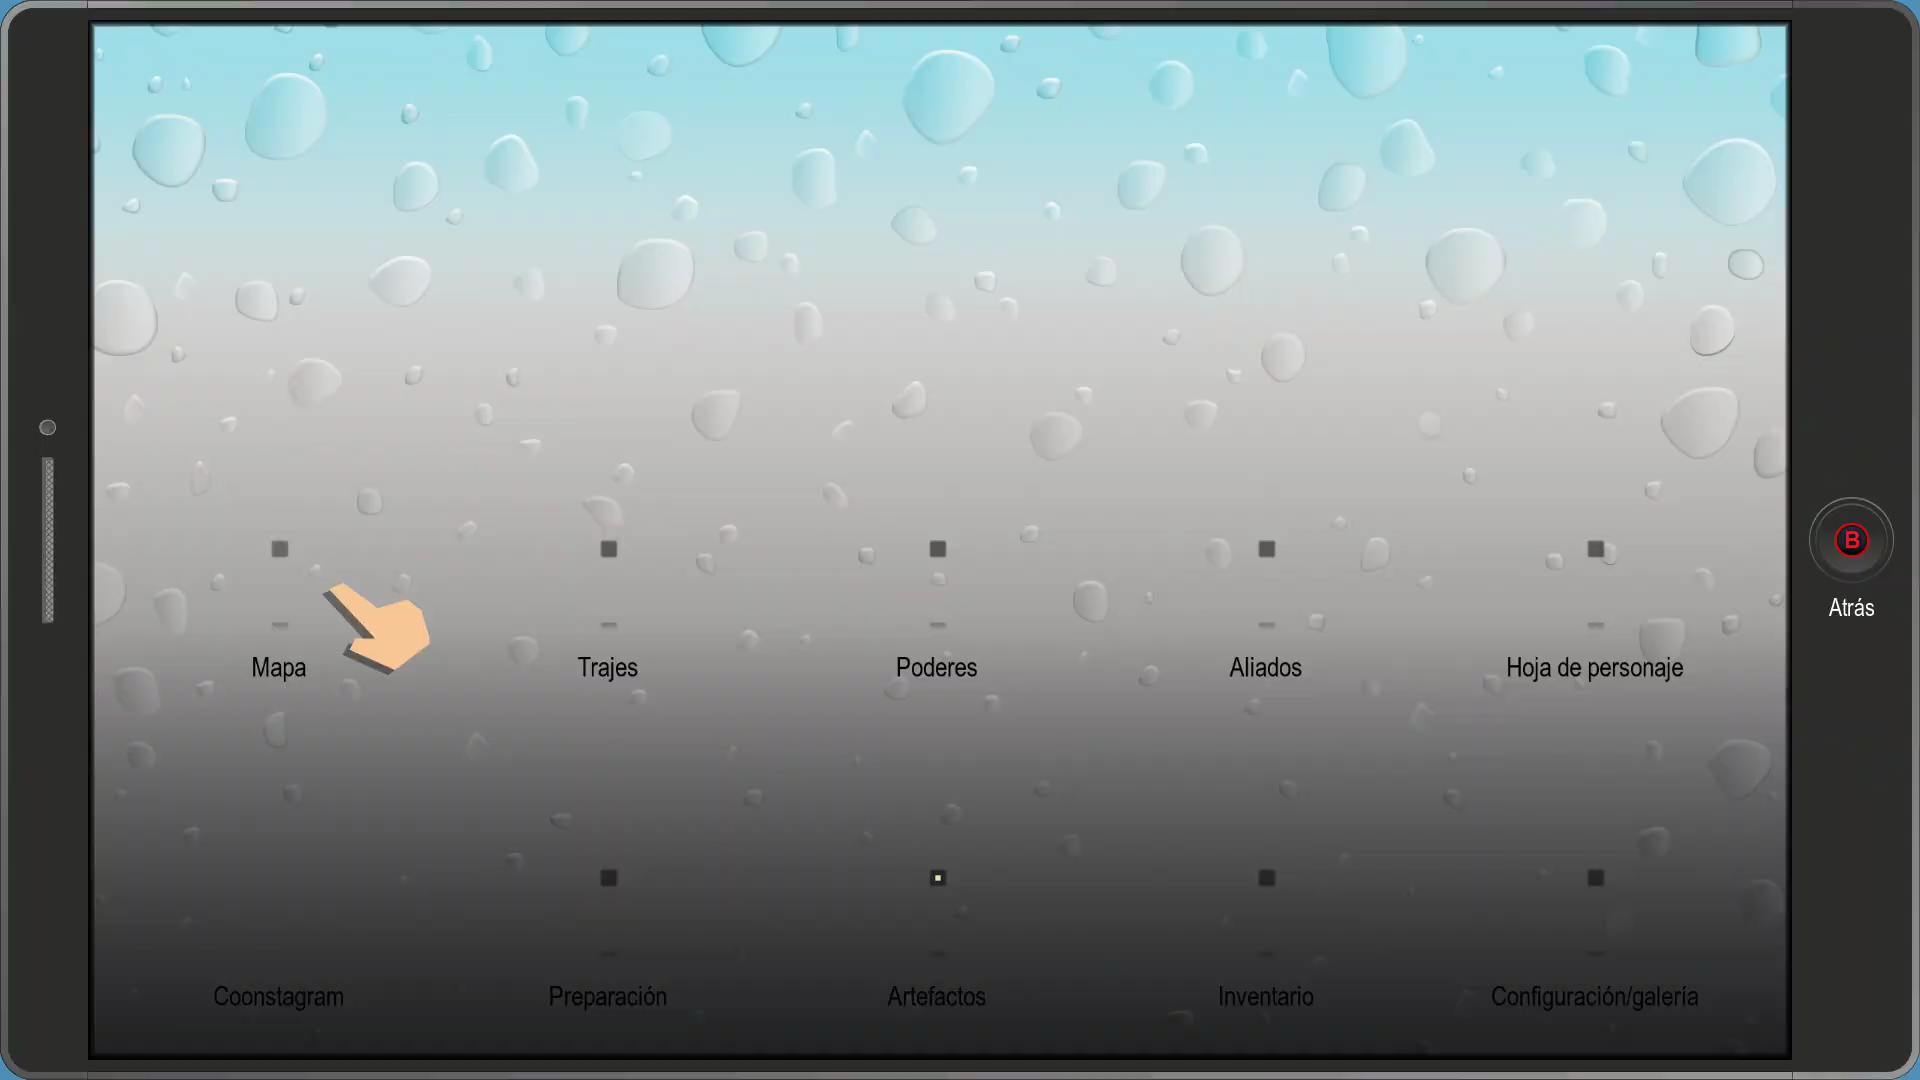 B
Atrás
Mapa
Trajes
Poderes
Aliados
Hoja de personaje
Coonstagram
Preparación
Artefactos
Inventario
Configuración/galería